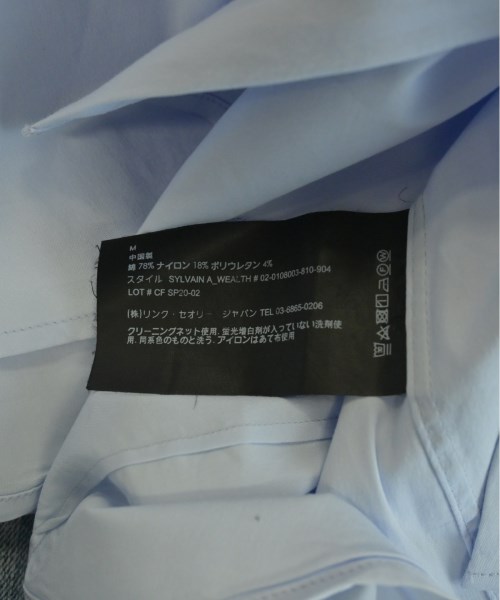 M
中国製
綿 78% ナイロン 18% ポリウレタン 4%
スタイル SYLVAIN A_WEALTH # 02-0108003-810-904
LOT # CF SP20-02
(株)リンク・セオリー ジャパン TEL 03-6865-0206
クリーニングネット使用. 蛍光増白剤が入っていない洗剤使
用. 同系色のものと洗う. アイロンはあて布使用